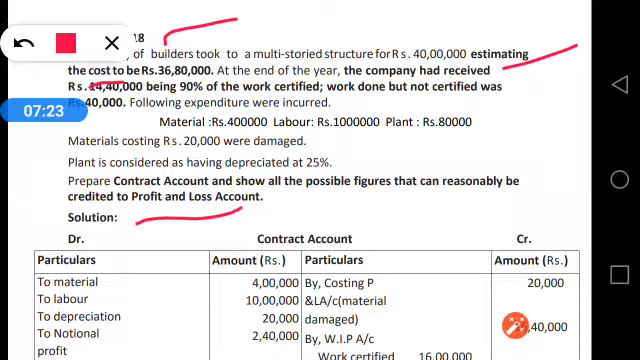 18
of builders took to a multi-storied structure for Rs. 40,00,000 estimating
the cost to be Rs.36,80,000. At the end of the year, the company had received
Rs. 14,40,000 being 90% of the work certified; work done but not certified was
Rs.40,000. Following expenditure were incurred.
07:23
Material :Rs.400000 Labour: Rs.1000000 Plant : Rs.80000
Materials costing Rs. 20,000 were damaged.
Plant is considered as having depreciated at 25%.
Prepare Contract Account and show all the possible figures that can reasonably be
credited to Profit and Loss Account.
Solution:
Dr. Contract Account Cr.
Particulars Amount (Rs.) Particulars Amount (Rs.)
To material 4,00,000 By, Costing P 20,000
To labour 10,00,000 &LA/c(material
To depreciation 20,000 damaged)
To Notional 2,40,000 By, W.I.P A/c
profit Work certified 16,00,000